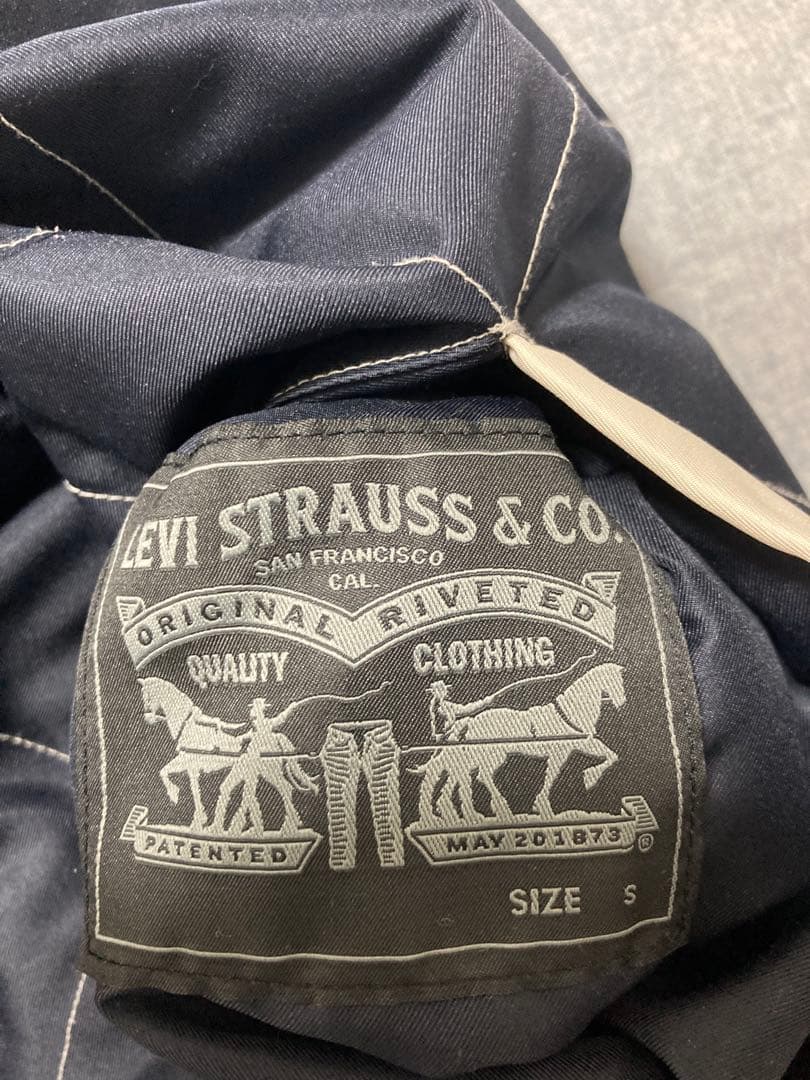 LEVI STRAUSS & CO.
SAN FRANCISCO
CAL.
ORIGINAL RIVETED
QUALITY CLOTHING
PATENTED MAY 20 1873 ®
SIZE S